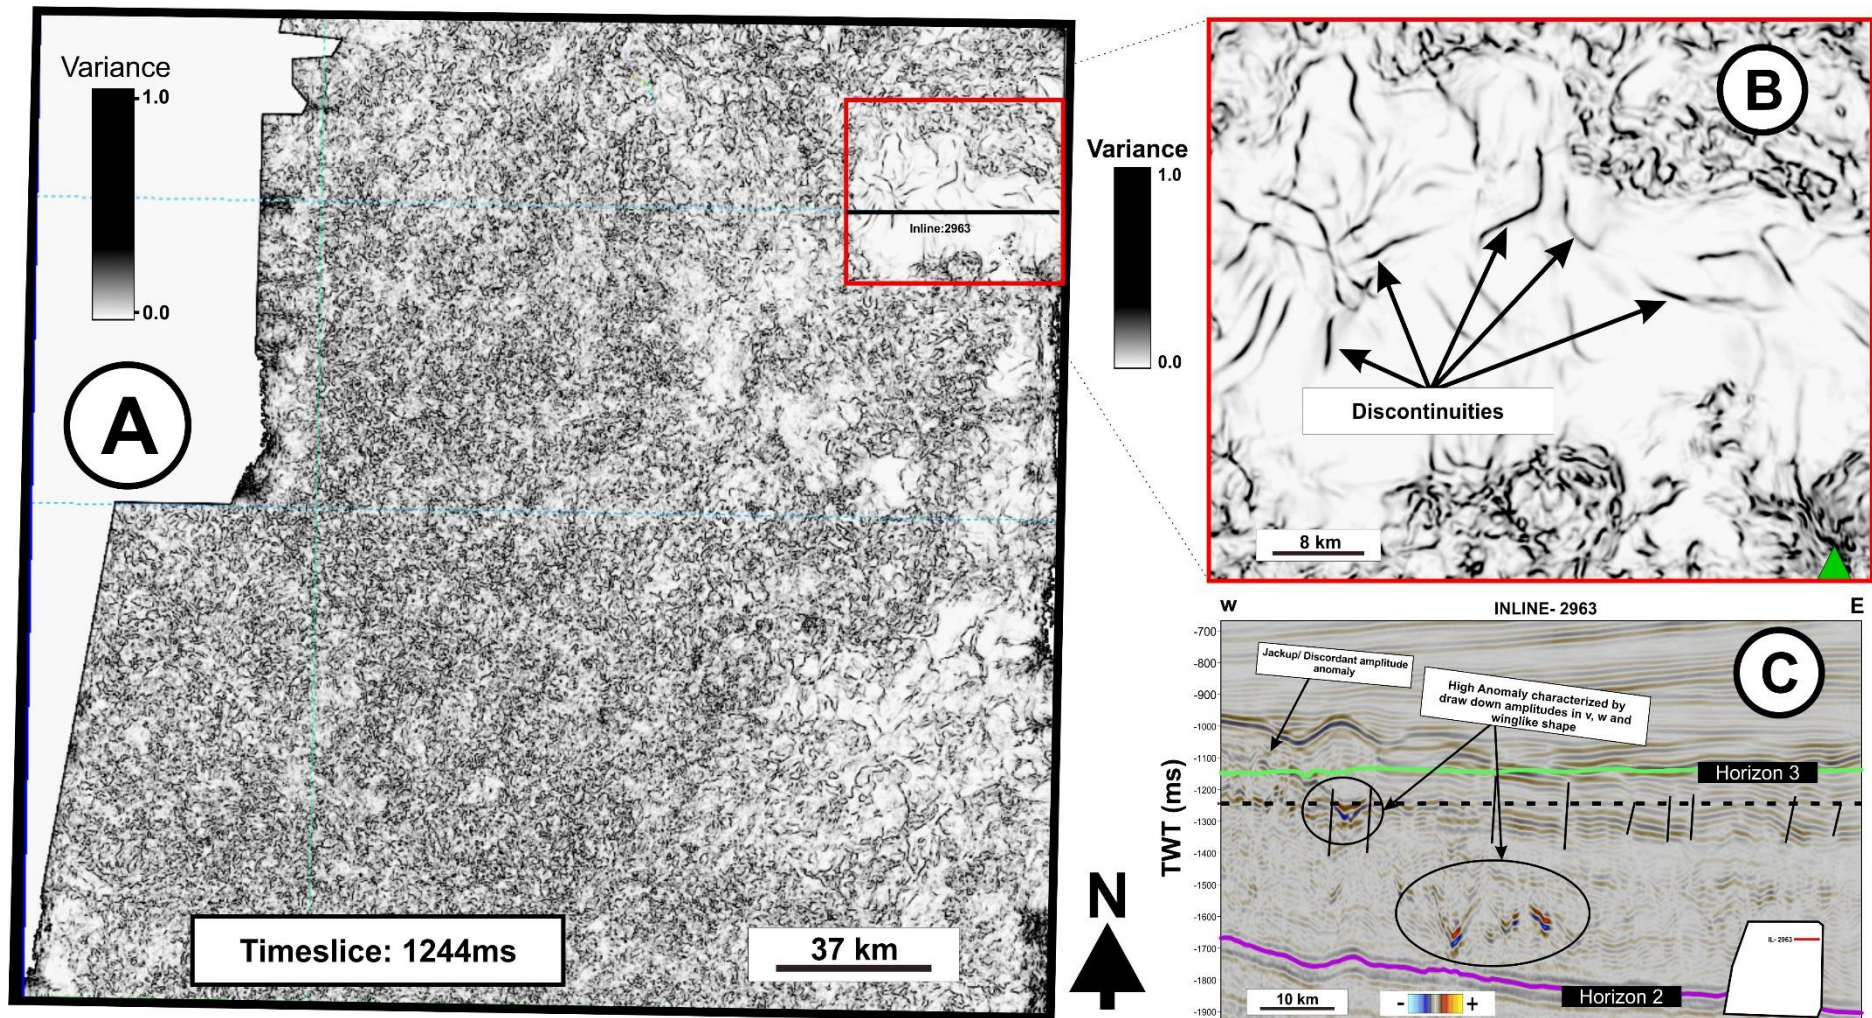 Variance
1.0
0.0
A
Inline:2963
Timeslice: 1244ms
37 km
N
Variance
1.0
0.0
B
Discontinuities
8 km
W
INLINE- 2963
E
C
TWT (ms)
-700
-800
-900
-1000
-1100
-1200
-1300
-1400
-1500
-1600
-1700
-1800
-1900
Jackup/ Discordant amplitude
anomaly
High Anomaly characterized by
draw down amplitudes in v, w and
winglike shape
Horizon 3
Horizon 2
10 km
- +
IL- 2963